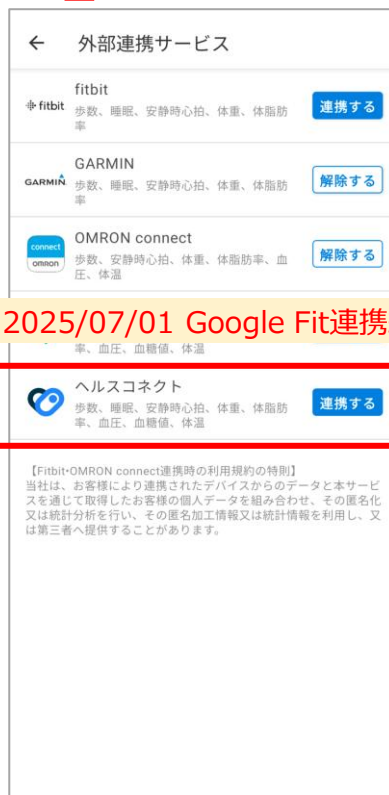 ← 外部連携サービス
fitbit
fitbit
歩数、睡眠、安静時心拍、体重、体脂肪
率
連携する
GARMIN
GARMIN
歩数、睡眠、安静時心拍、体重、体脂肪
率
解除する
OMRON connect
connect
OMRON
歩数、安静時心拍、体重、体脂肪率、血
圧、体温
解除する
2025/07/01 Google Fit連携
率、血圧、血糖値、体温
ヘルスコネクト
歩数、睡眠、安静時心拍、体重、体脂肪
率、血圧、血糖値、体温
連携する
【Fitbit・OMRON connect連携時の利用規約の特則】
当社は、お客様により連携されたデバイスからのデータと本サービ
スを通じて取得したお客様の個人データを組み合わせ、その匿名化
又は統計分析を行い、その匿名加工情報又は統計情報を利用し、又
は第三者へ提供することがあります。